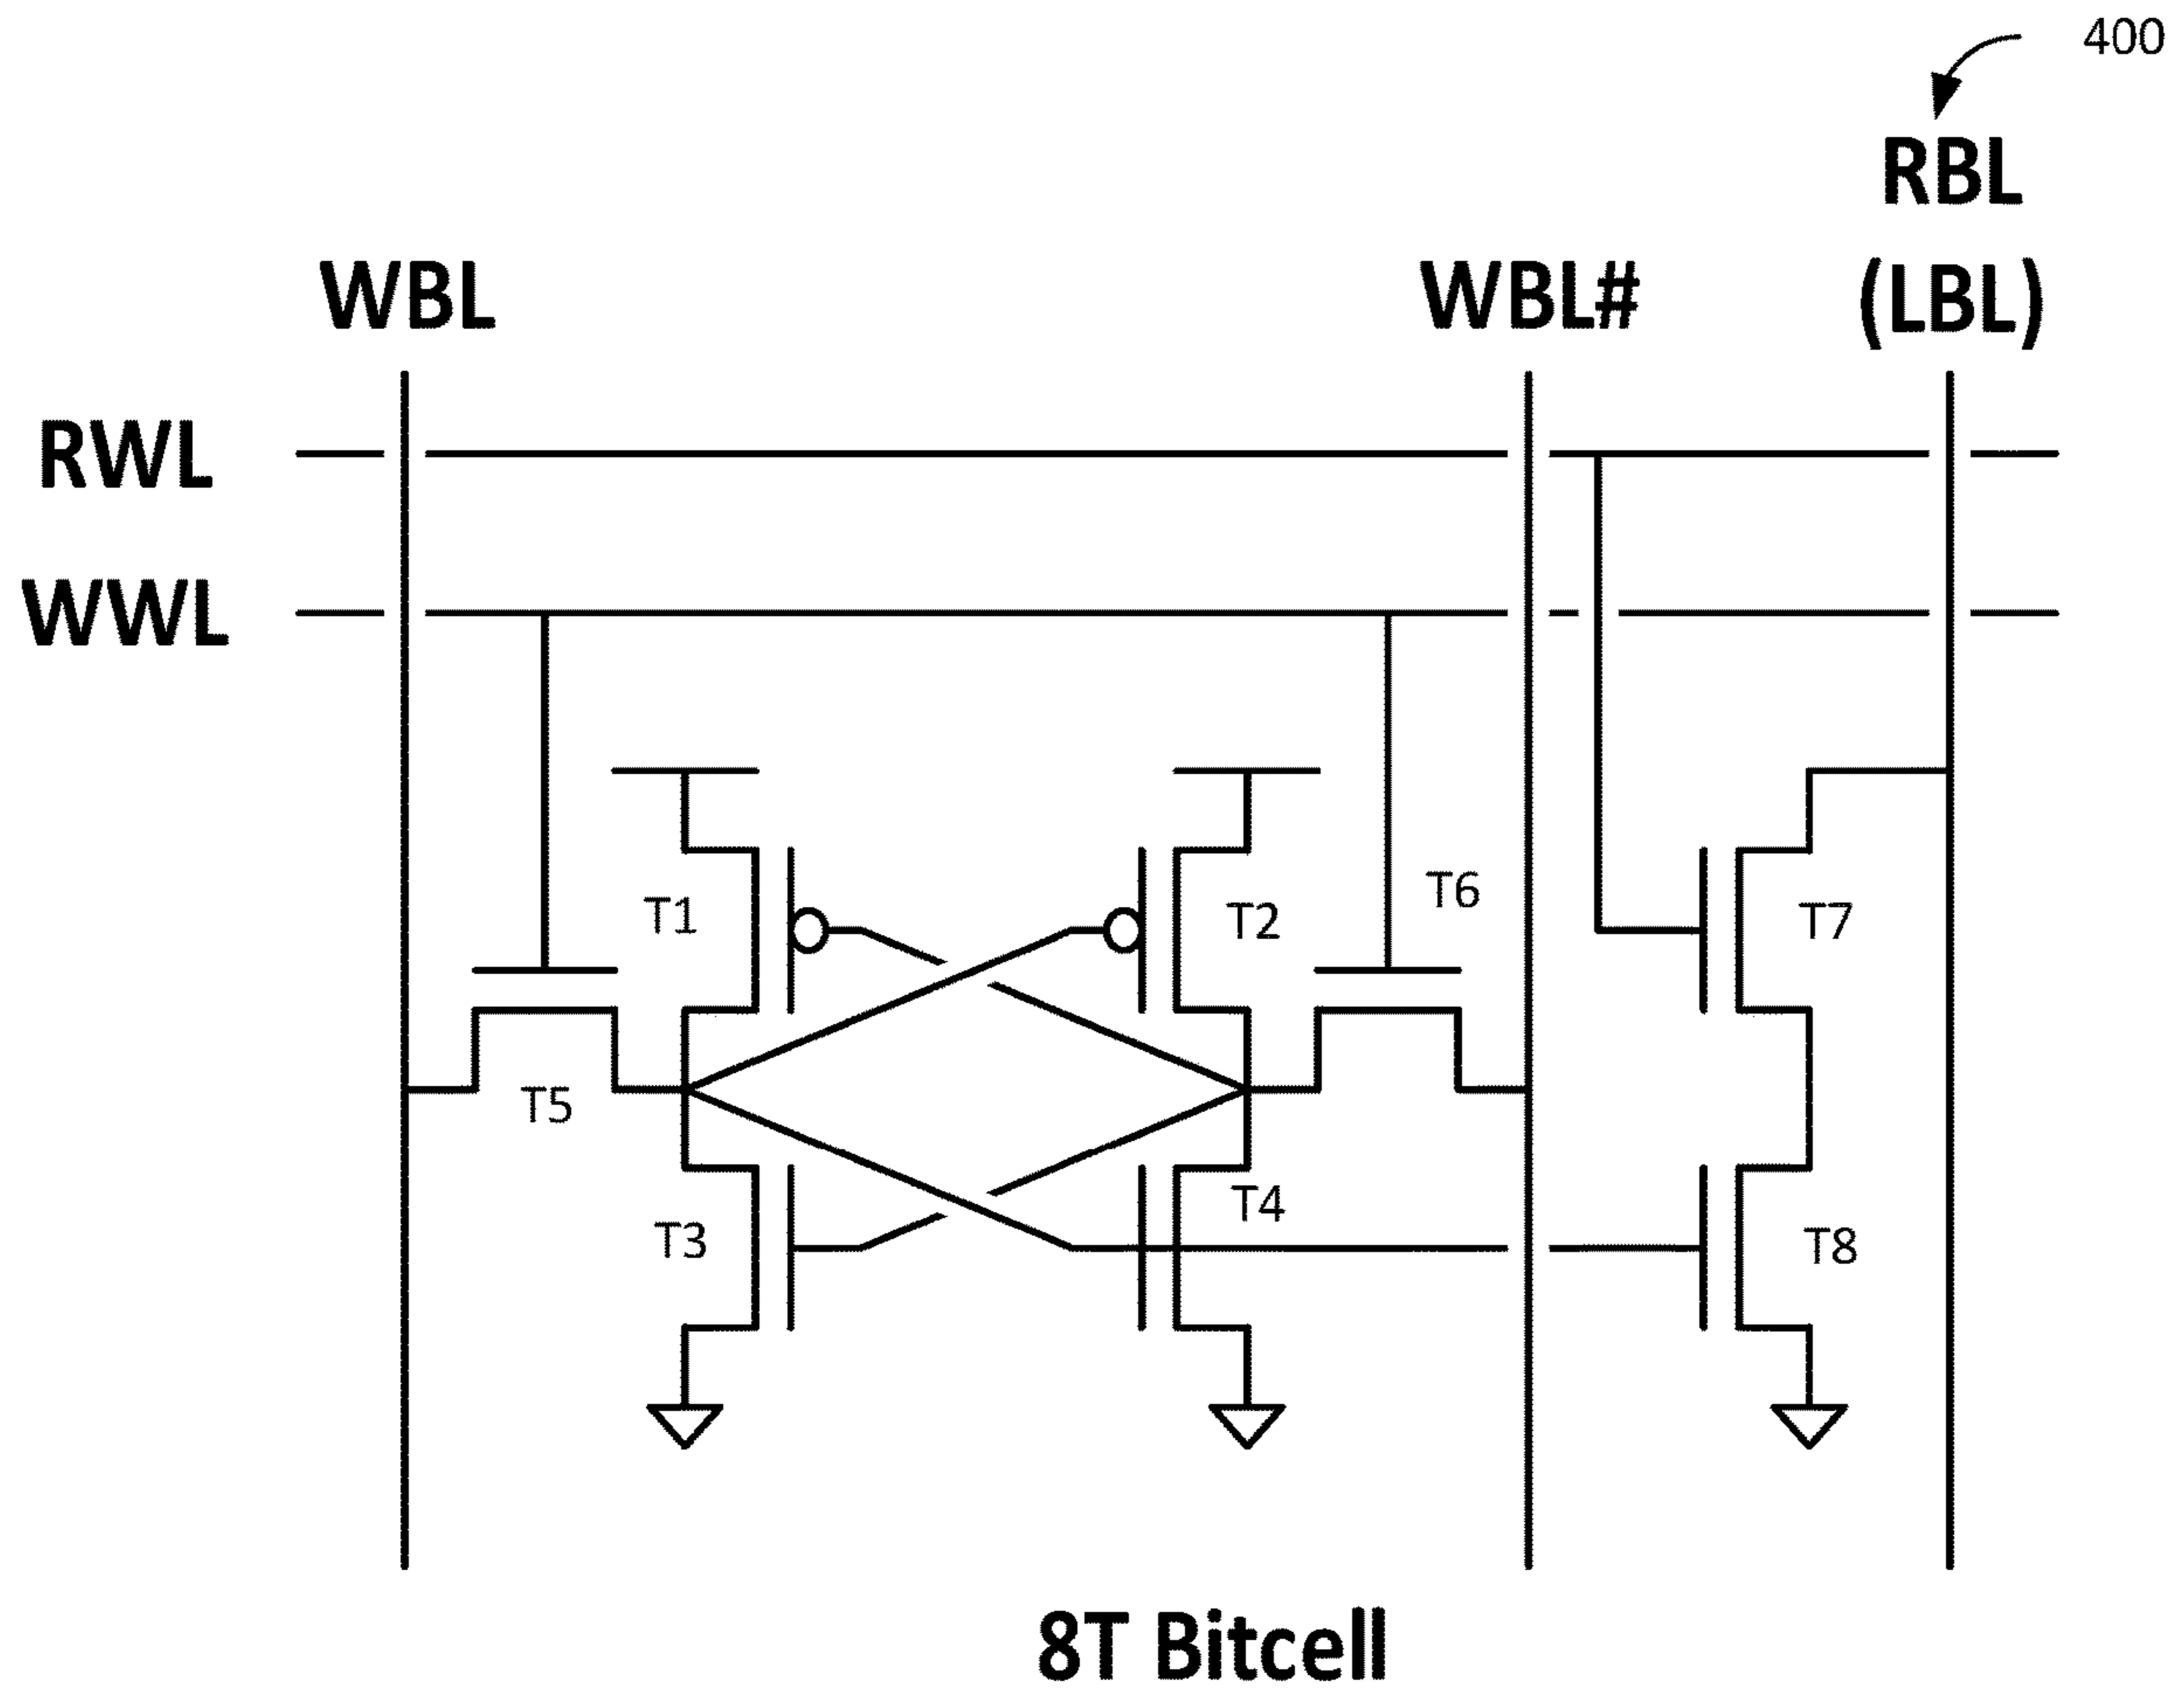 400
RBL
(LBL)
WBL
WBL#
RWL
WWL
T1
T2
T6
T7
T5
T3
T4
T8
8T Bitcell